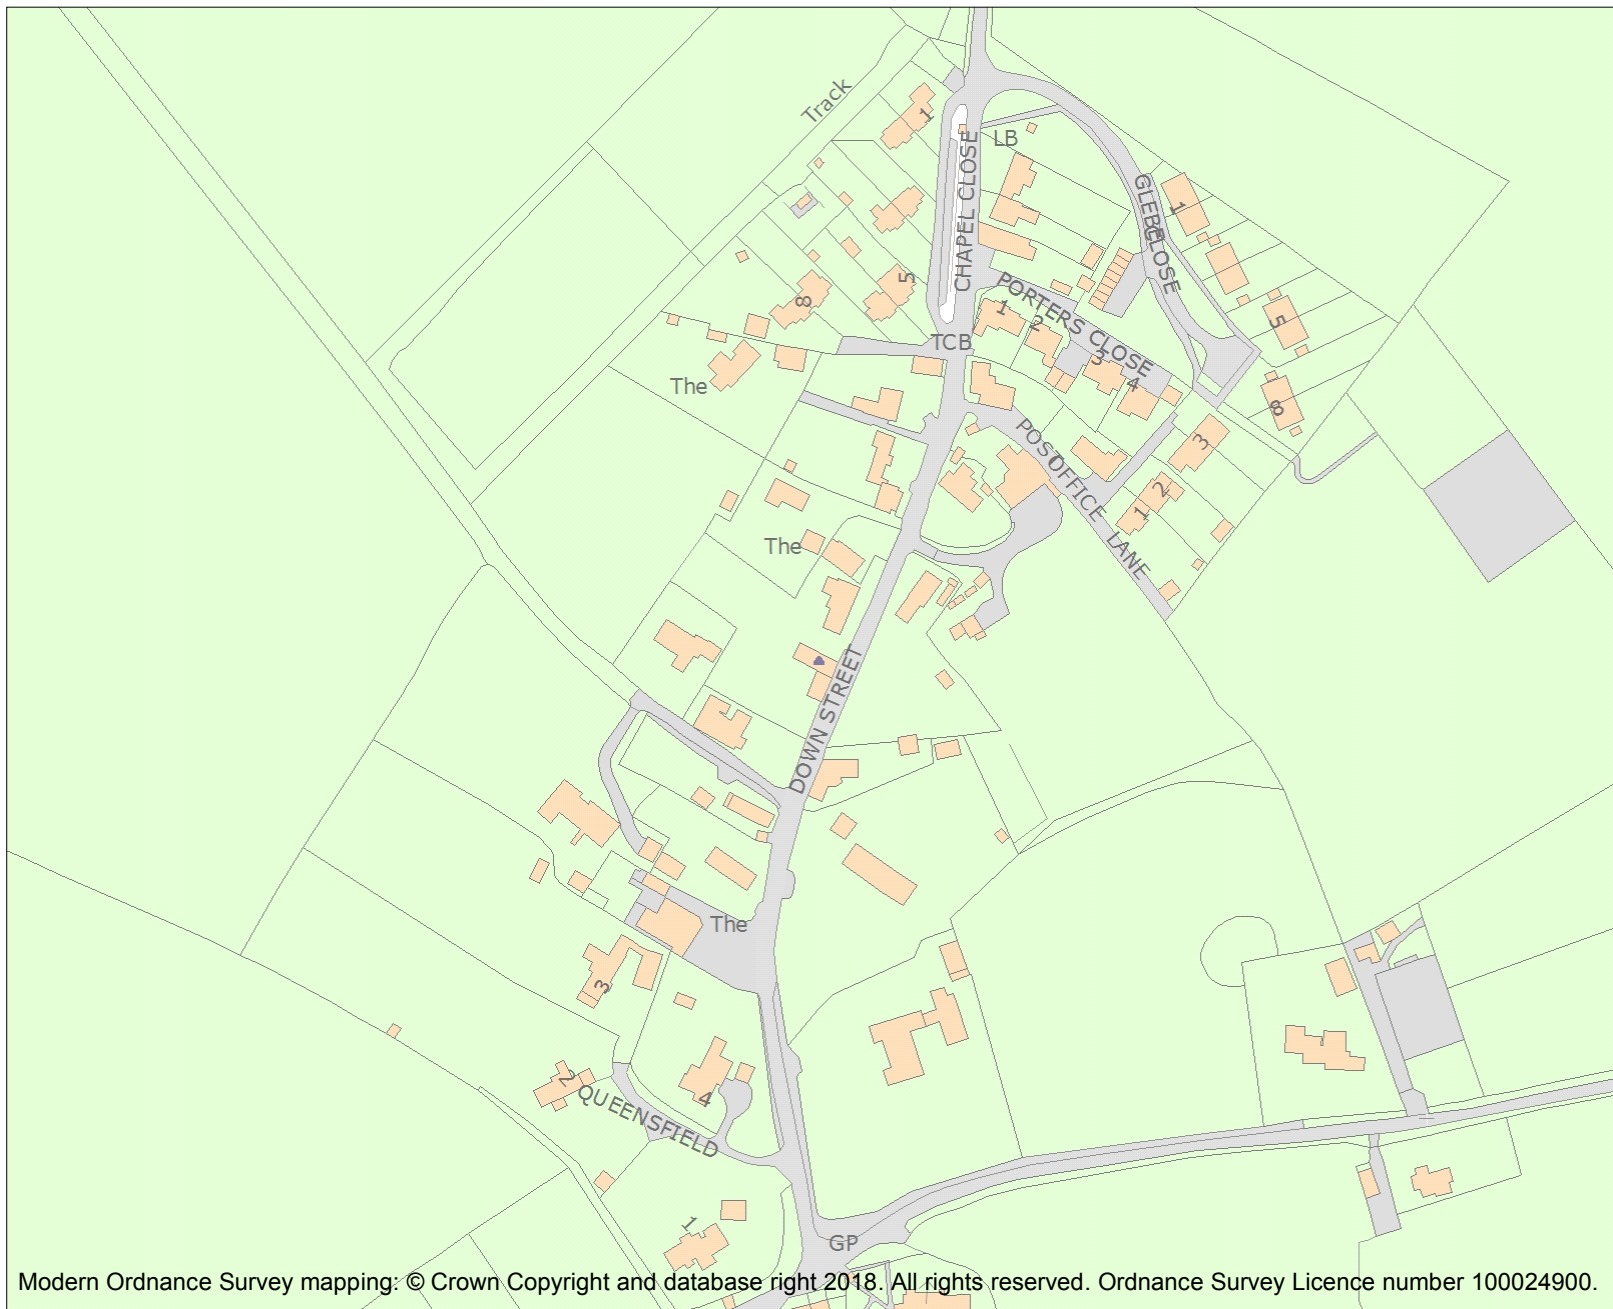 Track
1
LB
CHAPEL CLOSE
GLEBE CLOSE
1
5
8
PORTERS CLOSE
1
2
3
4
5
8
TCB
The
POST OFFICE LANE
3
2
1
The
DOWN STREET
The
3
2
QUEENSFIELD
4
1
GP
Modern Ordnance Survey mapping: © Crown Copyright and database right 2018. All rights reserved. Ordnance Survey Licence number 100024900.